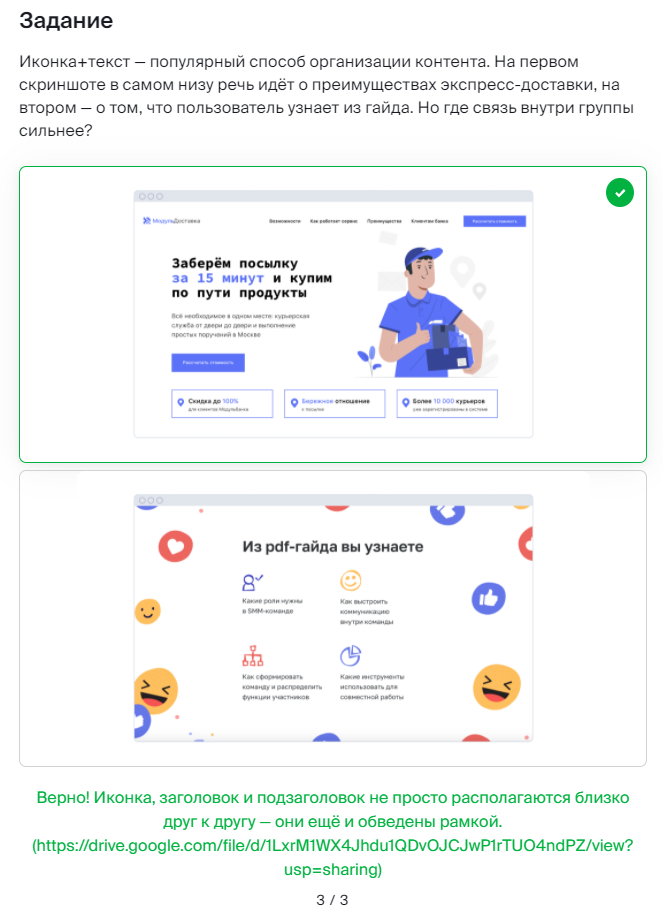 Задание
Иконка+текст — популярный способ организации контента. На первом
скриншоте в самом низу речь идёт о преимуществах экспресс-доставки, на
втором — о том, что пользователь узнает из гайда. Но где связь внутри группы
сильнее?
МодульДоставка
Возможности Как работает сервис Преимущества Клиентам банка Рассчитать стоимость
Заберём посылку
за 15 минут и купим
по пути продукты
Всё необходимое в одном месте: курьерская
служба от двери до двери и выполнение
простых поручений в Москве
Рассчитать стоимость
Скидка до 100%
для клиентов Модульбанка
Бережное отношение
к посылке
Более 10 000 курьеров
уже зарегистрированы в системе
Из pdf-гайда вы узнаете
Какие роли нужны
в SMM-команде
Как выстроить
коммуникацию
внутри команды
Как сформировать
команду и распределить
функции участников
Какие инструменты
использовать для
совместной работы
Верно! Иконка, заголовок и подзаголовок не просто располагаются близко
друг к другу — они ещё и обведены рамкой.
(https://drive.google.com/file/d/1LxrM1WX4Jhdu1QDvOJCJwP1rTUO4ndPZ/view?
usp=sharing)
3 / 3